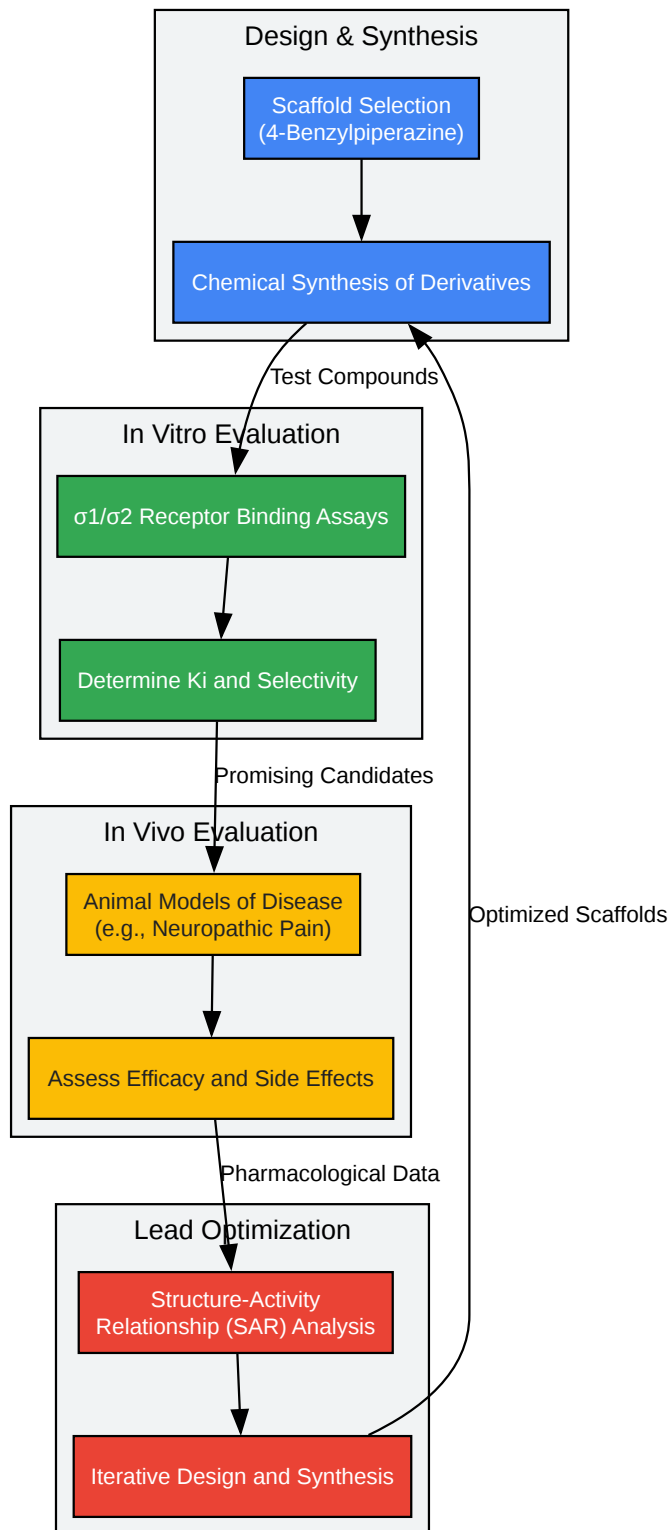 Design & Synthesis
Scaffold Selection
(4-Benzylpiperazine)
Chemical Synthesis of Derivatives
Test Compounds
In Vitro Evaluation
σ1/σ2 Receptor Binding Assays
Determine Ki and Selectivity
Promising Candidates
In Vivo Evaluation
Animal Models of Disease
(e.g., Neuropathic Pain)
Optimized Scaffolds
Assess Efficacy and Side Effects
Pharmacological Data
Lead Optimization
Structure-Activity
Relationship (SAR) Analysis
Iterative Design and Synthesis